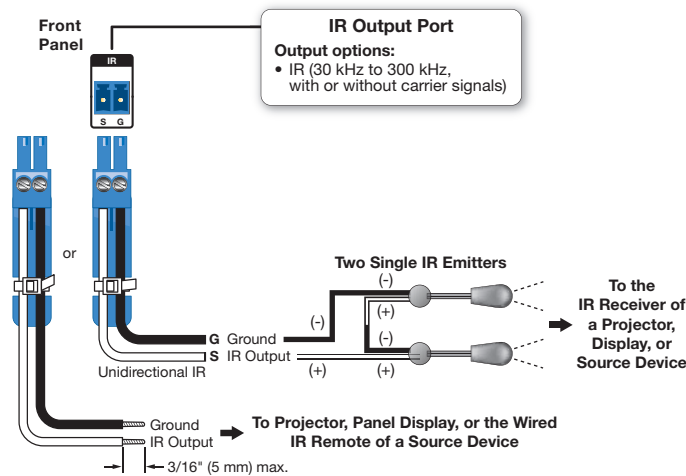 Front
Panel
IR
S G
IR Output Port
Output options:
• IR (30 kHz to 300 kHz,
with or without carrier signals)
or
Two Single IR Emitters
(-)
(+)
(-)
(-)
G Ground
S IR Output
(+)
(+)
Unidirectional IR
To the
IR Receiver of
a Projector,
Display, or
Source Device
Ground
IR Output
To Projector, Panel Display, or the Wired
IR Remote of a Source Device
3/16" (5 mm) max.